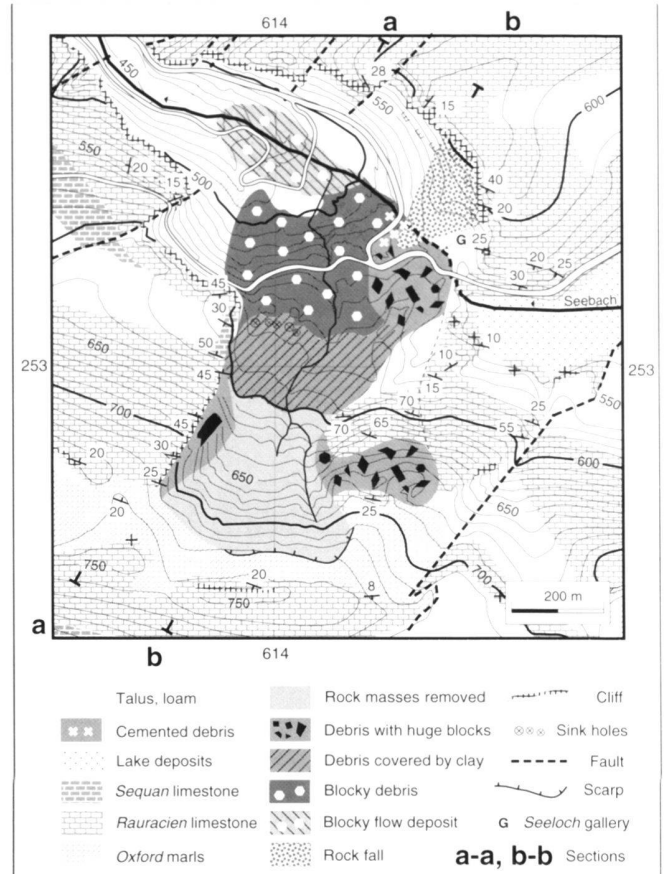 614 a b
450
28
15
550
600
550
20
15
500
40
20
G 25
20
25
30
45
30
Seebach
50
45
650
10
10
15
253
253
550
700
45
70
70
65
25
55
20
30
25
650
600
25
20
650
700
750
20
750
8
200 m
a
b
614
Talus, loam
Rock masses removed
Cliff
Cemented debris
Debris with huge blocks
Sink holes
Lake deposits
Debris covered by clay
Fault
Sequan limestone
Blocky debris
Scarp
Rauracien limestone
Blocky flow deposit
G Seeloch gallery
Oxford marls
Rock fall
a-a, b-b Sections